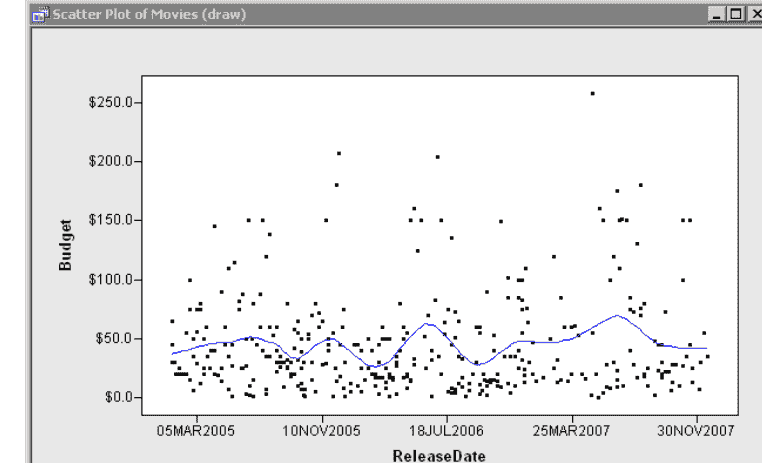 Scatter Plot of Movies (draw)
$250.0
$200.0
$150.0
$100.0
$50.0
$0.0
Budget
05MAR2005 10NOV2005 18JUL2006 25MAR2007 30NOV2007
ReleaseDate